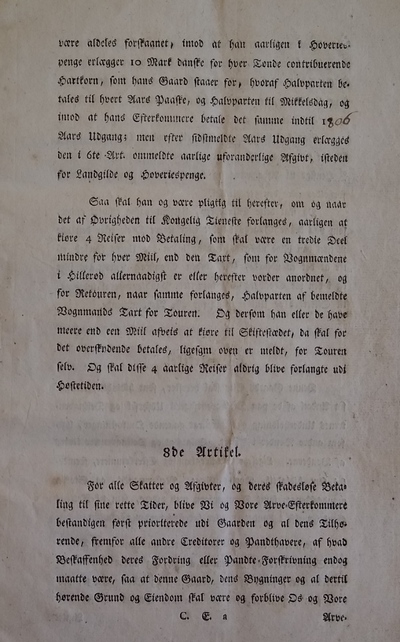 være aldeles forskaanet, imod at han aarligen i Hoverie-
penge erlægger 10 Mark danske for hver Tønde contribuerende
Hartkorn, som hans Gaard staaer for, hvoraf Halvparten be-
tales til hvert Aars Paaske, og Halvparten til Mikkelsdag, og
imod at hans Efterkommere betale det samme indtil 1806
Aars Udgang; men efter sidstmeldte Aars Udgang erlægges
den i 6te Art. ommeldte aarlige uforanderlige Afgivt, isteden
for Landgilde og Hoveriespenge.
Saa skal han og være pligtig til herefter, om og naar
det af Øvrigheden til Kongelig Tieneste forlanges, aarligen at
kiøre 4 Reiser mod Betaling, som skal være en tredie Deel
mindre for hver Miil, end den Tart, som for Vognmændene
i Hillerød allernaadigst er eller herefter vorder anordnet, og
for Retouren, naar samme forlanges, Halvparten af bemeldte
Vognmands Tart for Touren. Og dersom han eller de have
meere end een Miil afveis at kiøre til Skiftestædet, da skal for
det overskydende betales, ligesom oven er meldt, for Touren
selv. Og skal disse 4 aarlige Reiser aldrig blive forlangte udi
Høstetiden.
8de Artikel.
For alle Skatter og Afgivter, og deres skadesløse Beta-
ling til sine rette Tider, blive Vi og Vore Arve-Efterkommere
bestandigen først prioriterede udi Gaarden og al dens Tilhø-
rende, fremfor alle andre Creditorer og Pandthavere, af hvad
Beskaffenhed deres Fordring eller Pandte-Forskrivning endog
maatte være, saa at denne Gaard, dens Bygninger og al dertil
hørende Grund og Eiendom skal være og forblive Os og Vore
C. E. a
Arve-